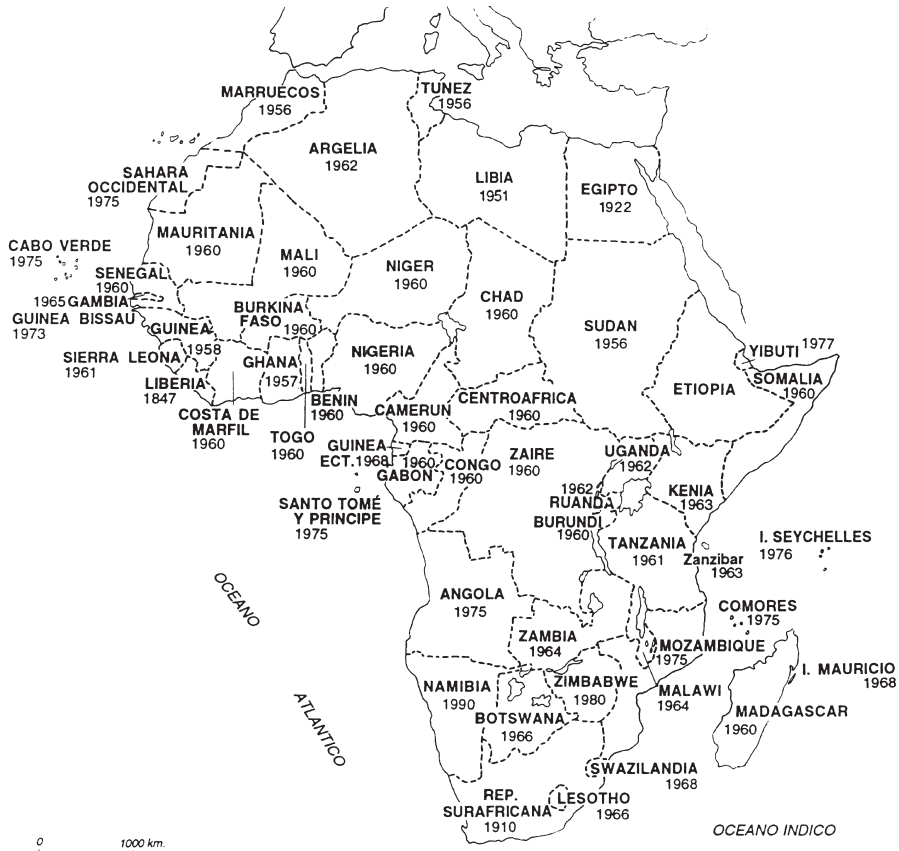 MARRUECOS
1956
TUNEZ
1956
ARGELIA
1962
LIBIA
1951
EGIPTO
1922
SAHARA
OCCIDENTAL
1975
MAURITANIA
1960
MALI
1960
NIGER
1960
CHAD
1960
SUDAN
1956
CABO VERDE
1975
SENEGAL
1960
1965 GAMBIA
GUINEA BISSAU
1973
GUINEA
1958
BURKINA
FASO 1960
SIERRA LEONA
1961
LIBERIA
1847
COSTA DE
MARFIL
1960
GHANA
1957
TOGO
1960
BENIN
1960
NIGERIA
1960
CAMERUN
1960
CENTROAFRICA
1960
ETIOPIA
YIBUTI 1977
SOMALIA
1960
GUINEA
ECT. 1968
1960
GABON
CONGO
1960
ZAIRE
1960
UGANDA
1962
KENIA
1963
1962
RUANDA
BURUNDI
1960
SANTO TOMÉ
Y PRINCIPE
1975
TANZANIA
1961
Zanzibar
1963
I. SEYCHELLES
1976
OCEANO
ATLANTICO
ANGOLA
1975
ZAMBIA
1964
COMORES
1975
MOZAMBIQUE
1975
MALAWI
1964
I. MAURICIO
1968
MADAGASCAR
1960
NAMIBIA
1990
ZIMBABWE
1980
BOTSWANA
1966
SWAZILANDIA
1968
REP.
SURAFRICANA
1910
LESOTHO
1966
OCEANO INDICO
0 1000 km.